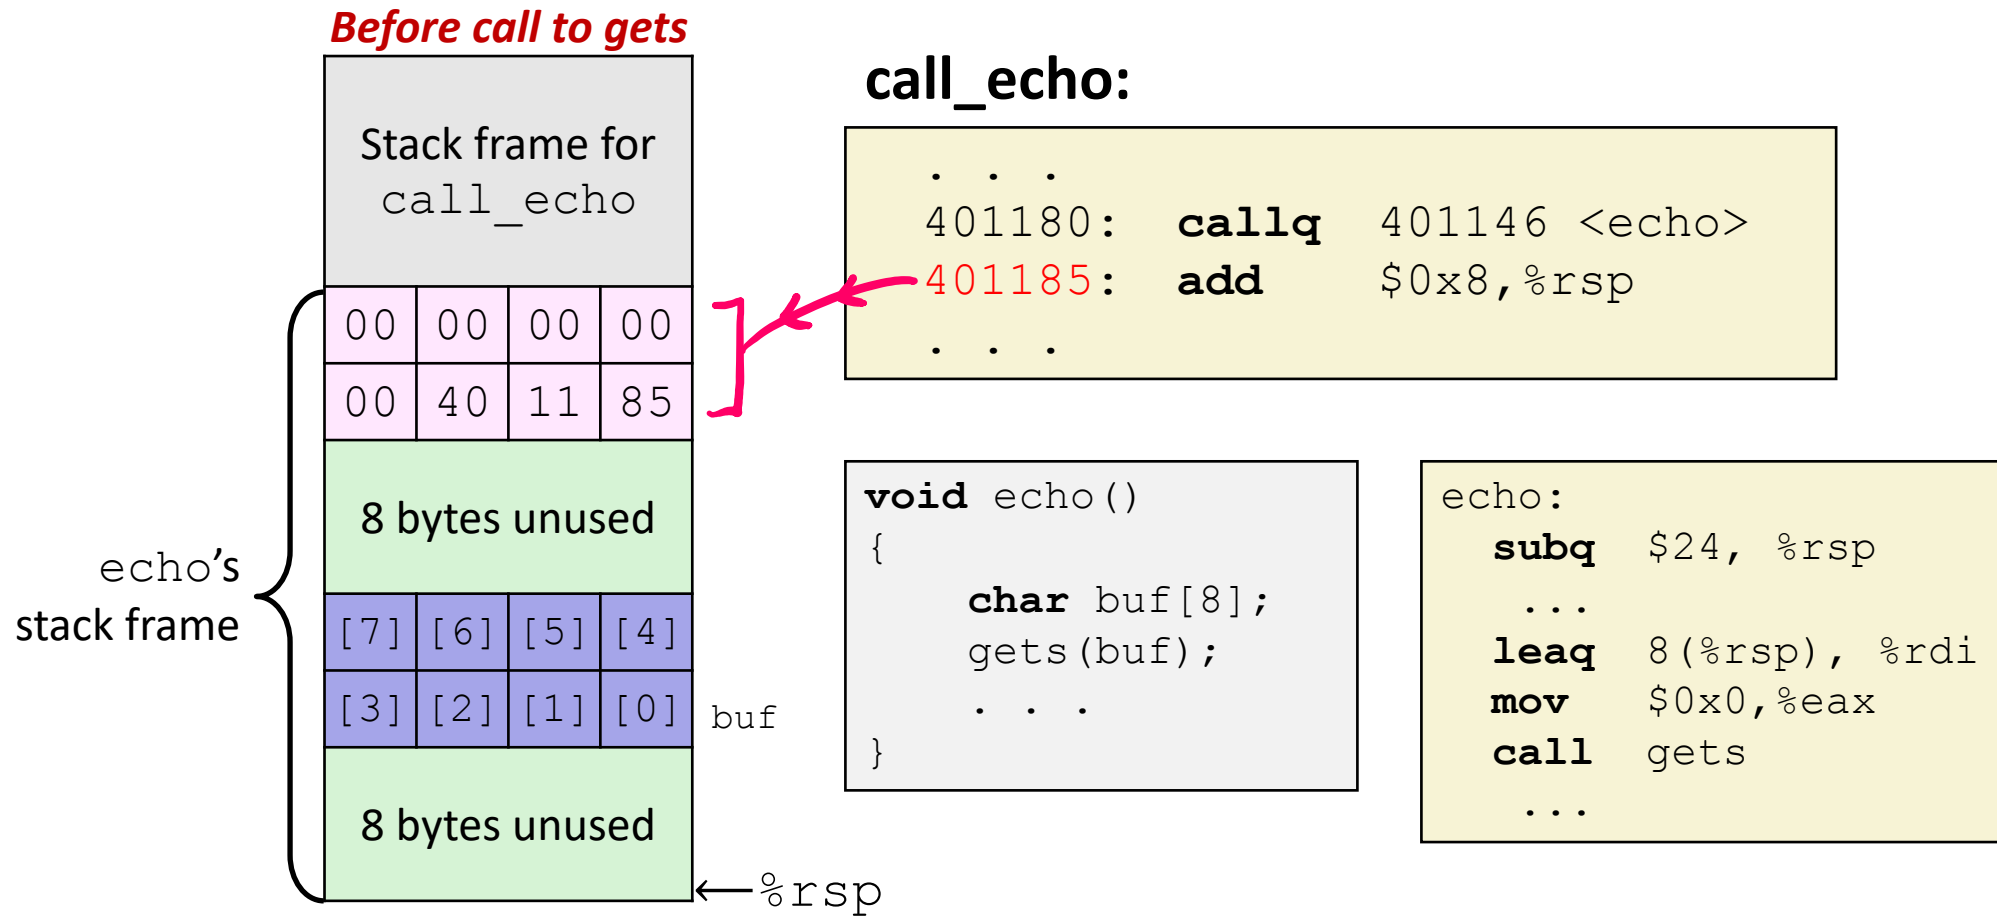 Before call to gets
Stack frame for
call_echo
00 00 00 00
00 40 11 85
8 bytes unused
echo's
stack frame
[7] [6] [5] [4]
[3] [2] [1] [0] buf
8 bytes unused
%rsp
call_echo:
. . .
401180: callq 401146 <echo>
401185: add $0x8,%rsp
. . .
void echo()
{
char buf[8];
gets(buf);
. . .
}
echo:
subq $24, %rsp
...
leaq 8(%rsp), %rdi
mov $0x0,%eax
call gets
...